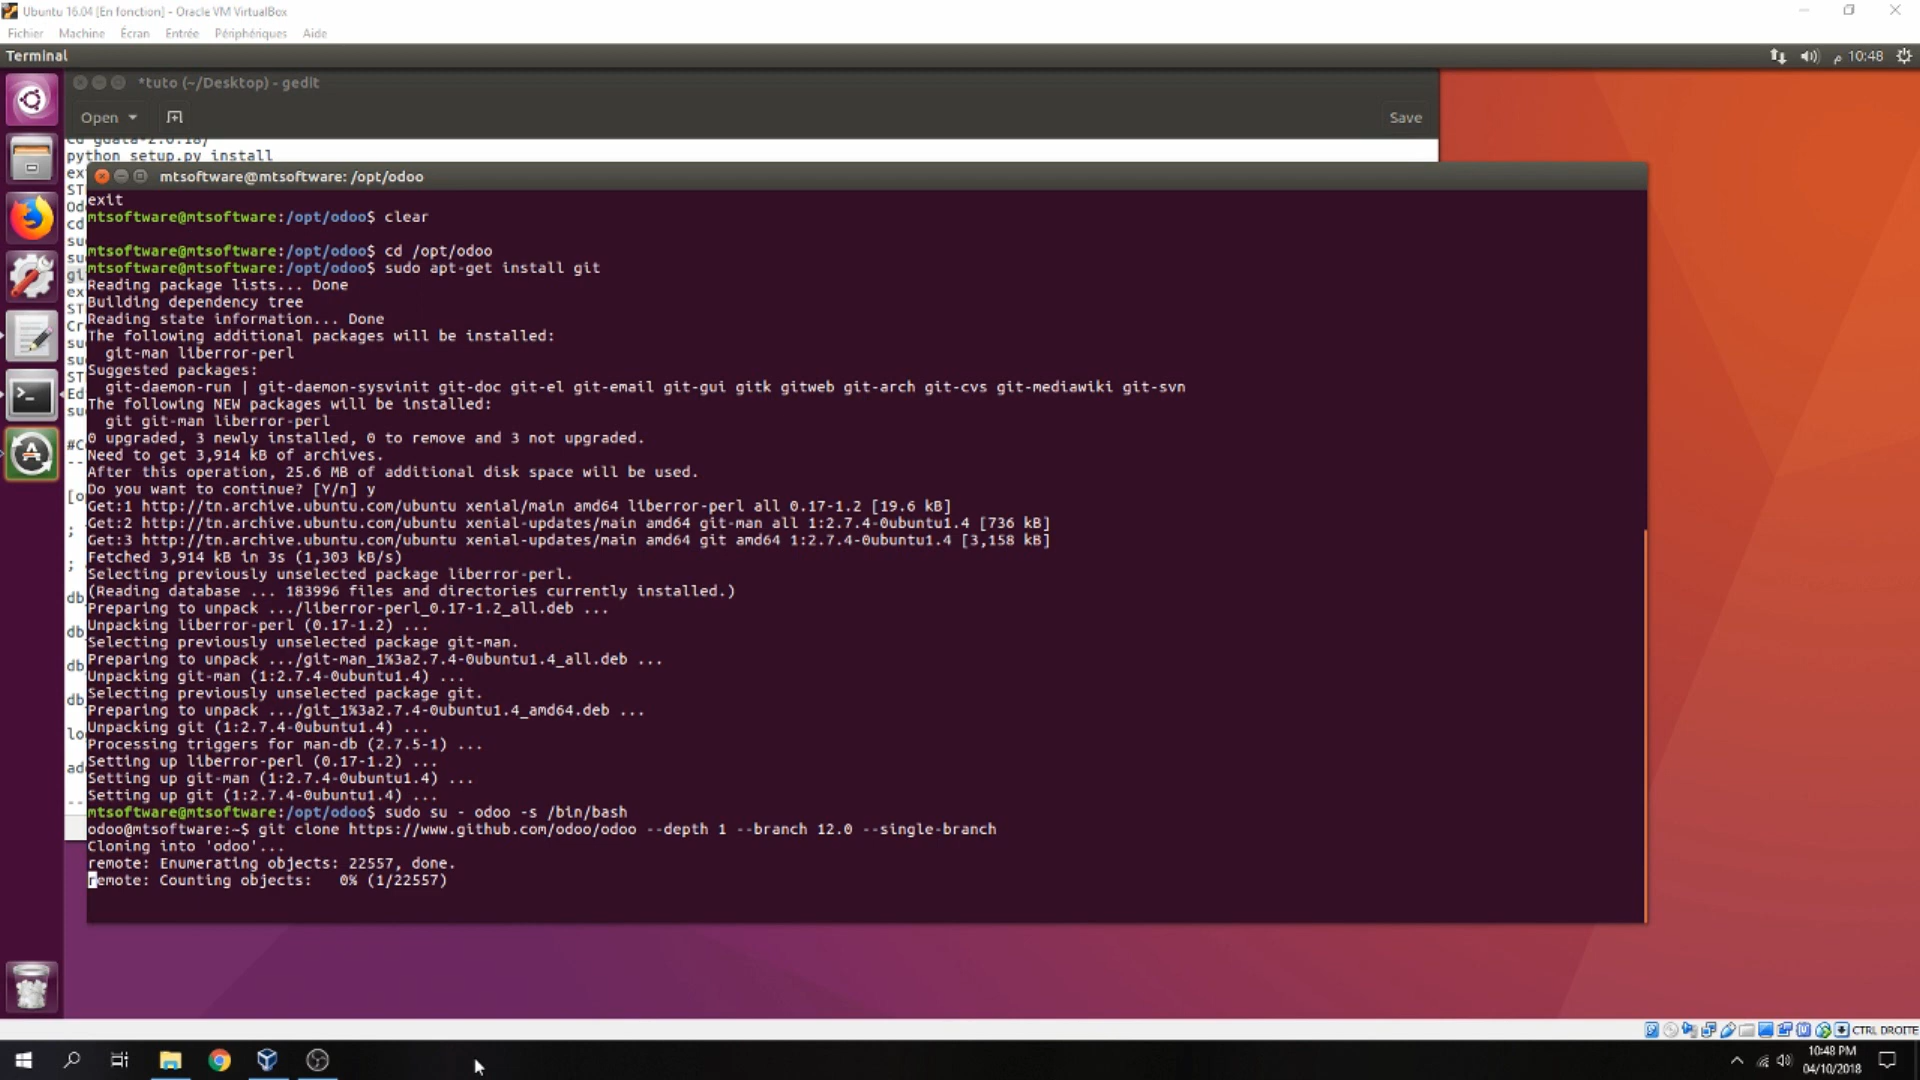 Ubuntu 16.04 [En fonction] - Oracle VM VirtualBox
Fichier Machine Écran Entrée Périphériques Aide
Terminal
10:48
*tuto (~/Desktop) - gedit
Open
Save
python setup.py install
mtsoftware@mtsoftware: /opt/odoo
exit
mtsoftware@mtsoftware:/opt/odoo$ clear
mtsoftware@mtsoftware:/opt/odoo$ cd /opt/odoo
mtsoftware@mtsoftware:/opt/odoo$ sudo apt-get install git
Reading package lists... Done
Building dependency tree
Reading state information... Done
The following additional packages will be installed:
git-man liberror-perl
Suggested packages:
git-daemon-run | git-daemon-sysvinit git-doc git-el git-email git-gui gitk gitweb git-arch git-cvs git-mediawiki git-svn
The following NEW packages will be installed:
git git-man liberror-perl
0 upgraded, 3 newly installed, 0 to remove and 3 not upgraded.
Need to get 3,914 kB of archives.
After this operation, 25.6 MB of additional disk space will be used.
Do you want to continue? [Y/n] y
Get:1 http://tn.archive.ubuntu.com/ubuntu xenial/main amd64 liberror-perl all 0.17-1.2 [19.6 kB]
Get:2 http://tn.archive.ubuntu.com/ubuntu xenial-updates/main amd64 git-man all 1:2.7.4-0ubuntu1.4 [736 kB]
Get:3 http://tn.archive.ubuntu.com/ubuntu xenial-updates/main amd64 git amd64 1:2.7.4-0ubuntu1.4 [3,158 kB]
Fetched 3,914 kB in 3s (1,303 kB/s)
Selecting previously unselected package liberror-perl.
(Reading database ... 183996 files and directories currently installed.)
Preparing to unpack .../liberror-perl_0.17-1.2_all.deb ...
Unpacking liberror-perl (0.17-1.2) ...
Selecting previously unselected package git-man.
Preparing to unpack .../git-man_1%3a2.7.4-0ubuntu1.4_all.deb ...
Unpacking git-man (1:2.7.4-0ubuntu1.4) ...
Selecting previously unselected package git.
Preparing to unpack .../git_1%3a2.7.4-0ubuntu1.4_amd64.deb ...
Unpacking git (1:2.7.4-0ubuntu1.4) ...
Processing triggers for man-db (2.7.5-1) ...
Setting up liberror-perl (0.17-1.2) ...
Setting up git-man (1:2.7.4-0ubuntu1.4) ...
Setting up git (1:2.7.4-0ubuntu1.4) ...
mtsoftware@mtsoftware:/opt/odoo$ sudo su - odoo -s /bin/bash
odoo@mtsoftware:~$ git clone https://www.github.com/odoo/odoo --depth 1 --branch 12.0 --single-branch
Cloning into 'odoo'...
remote: Enumerating objects: 22557, done.
remote: Counting objects: 0% (1/22557)
CTRL DROITE
10:48 PM
04/10/2018